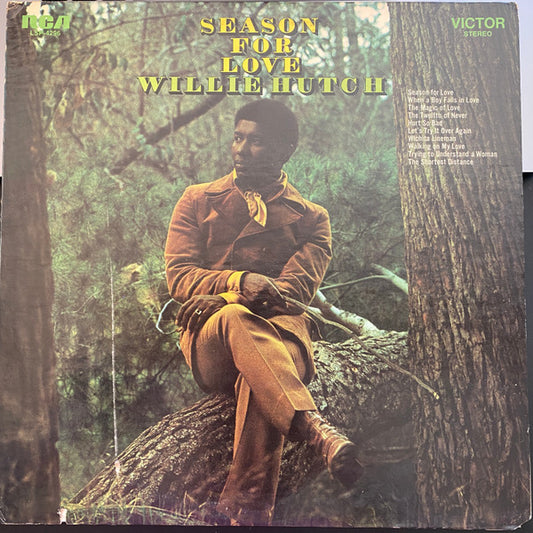 RCA
LSP-4296
SEASON
FOR
LOVE
WILLIE HUTCH
VICTOR
STEREO
Season for Love
When a Boy Falls in Love
The Magic of Love
The Twelfth of Never
Hurt So Bad
Let's Try It Over Again
Wichita Lineman
Walking on My Love
Trying to Understand a Woman
The Shortest Distance